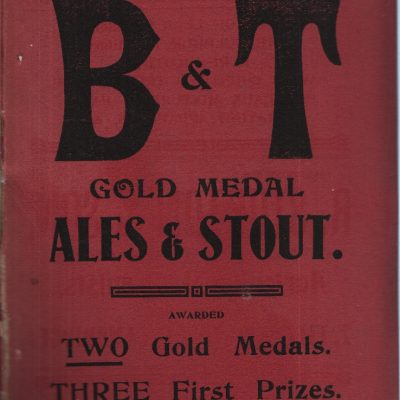 B & T
GOLD MEDAL
ALES & STOUT.
AWARDED
TWO Gold Medals.
THREE First Prizes.